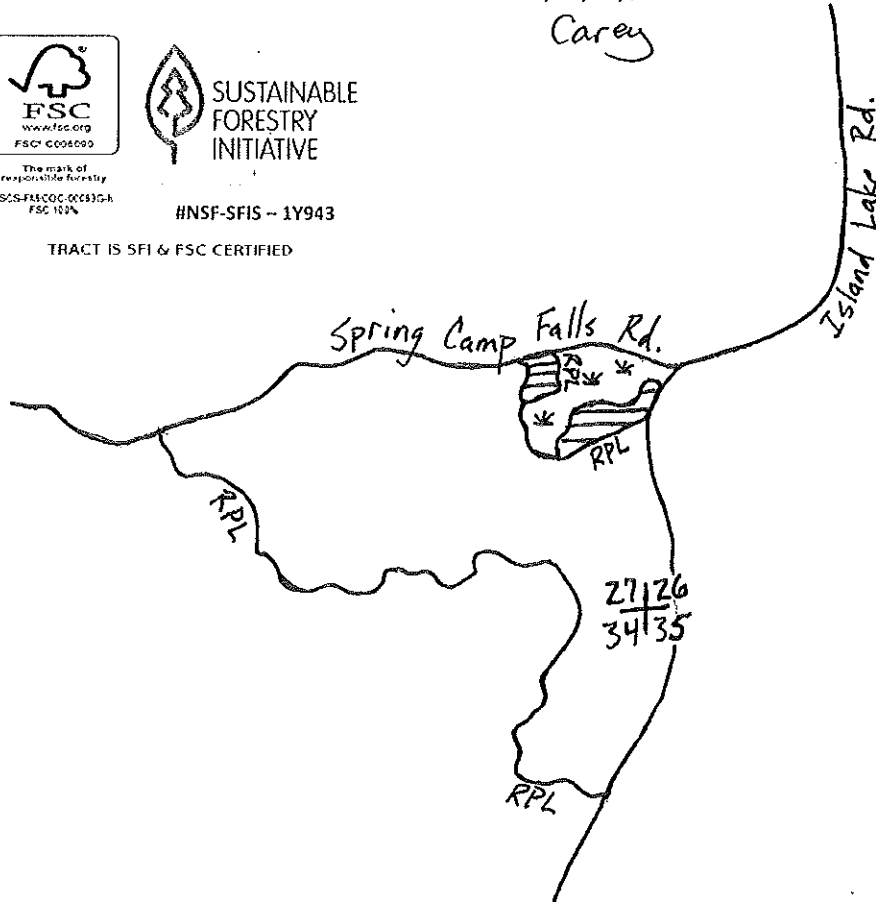 Carey
FSC
www.fsc.org
FSC® C006090
The mark of
responsible forestry
FSC 100%
SUSTAINABLE
FORESTRY
INITIATIVE
#NSF-SFIS -- 1Y943
TRACT IS SFI & FSC CERTIFIED
Island Lake Rd.
Spring Camp Falls Rd.
RPL
RPL
RPL
27 26
34 35
RPL